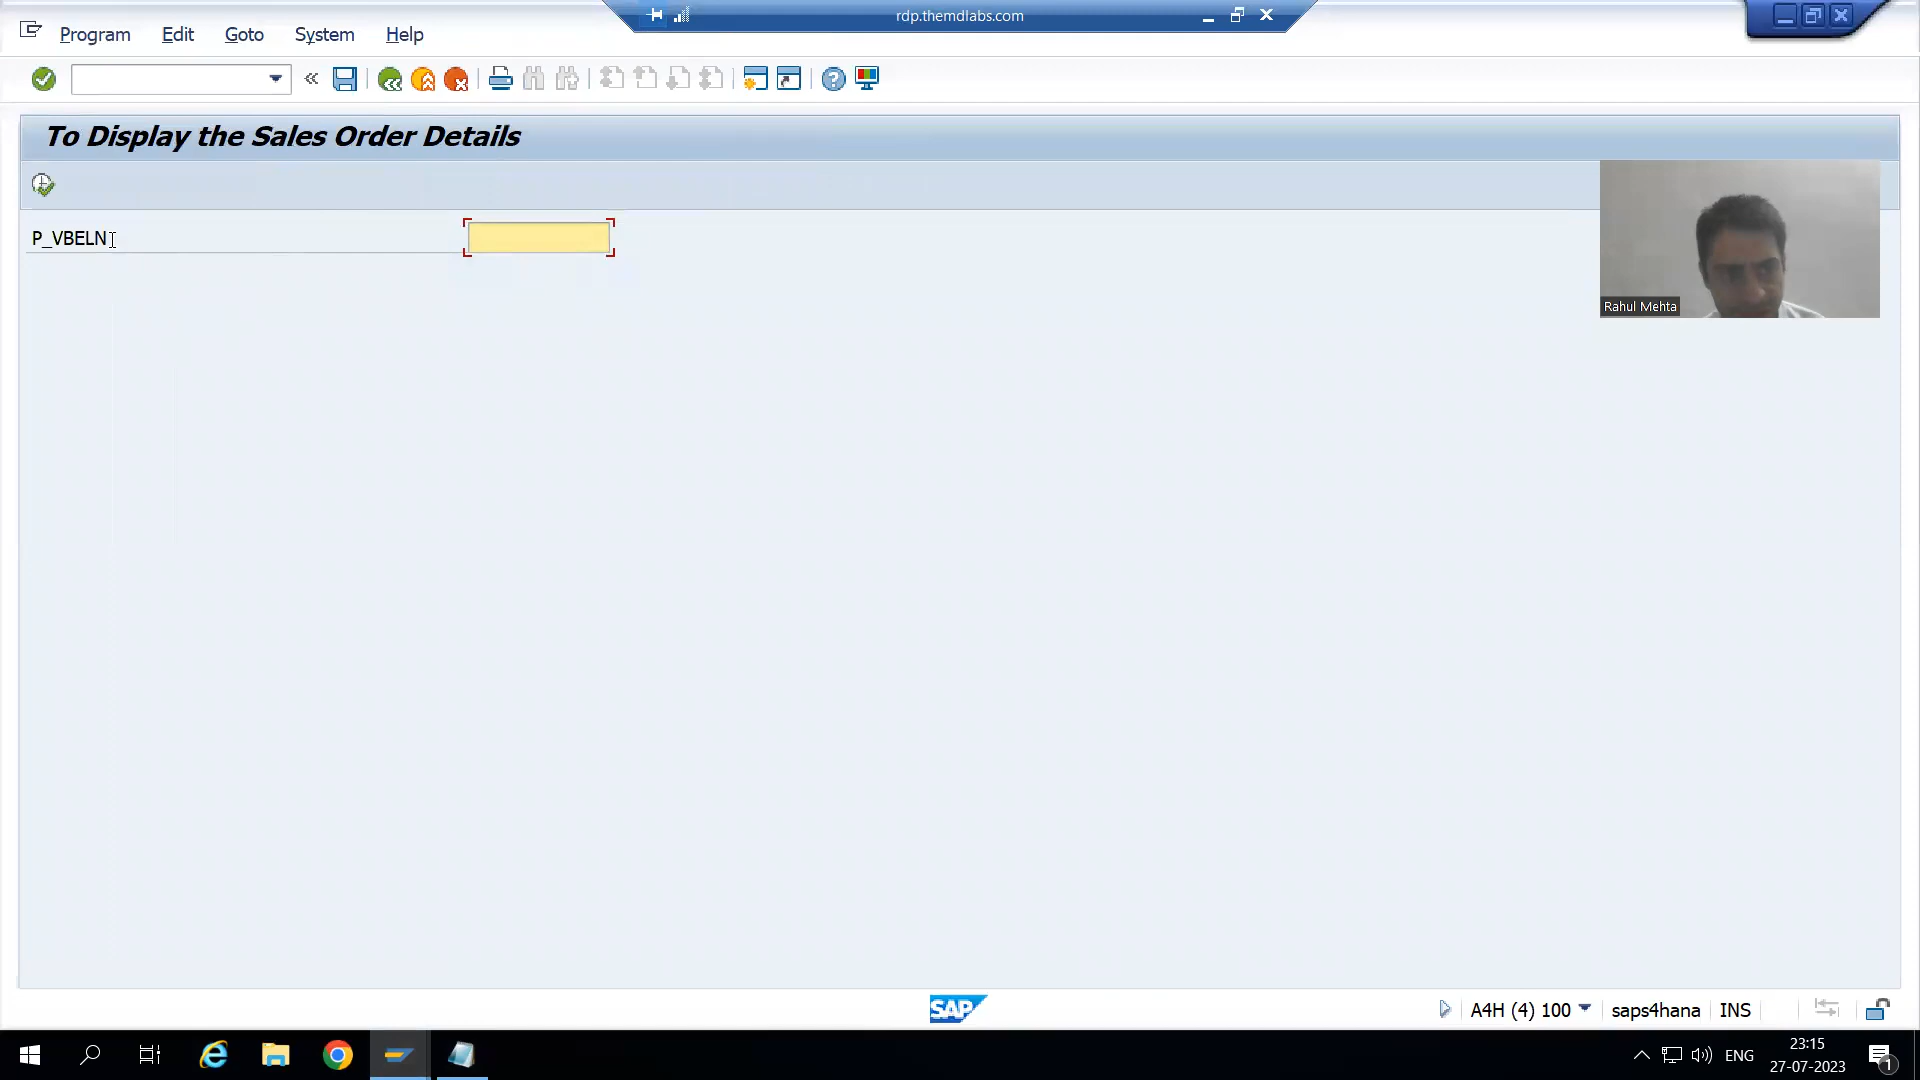 rdp.themdlabs.com
Program Edit Goto System Help
To Display the Sales Order Details
P_VBELN
Rahul Mehta
SAP
A4H (4) 100 saps4hana INS
ENG
23:15
27-07-2023
1